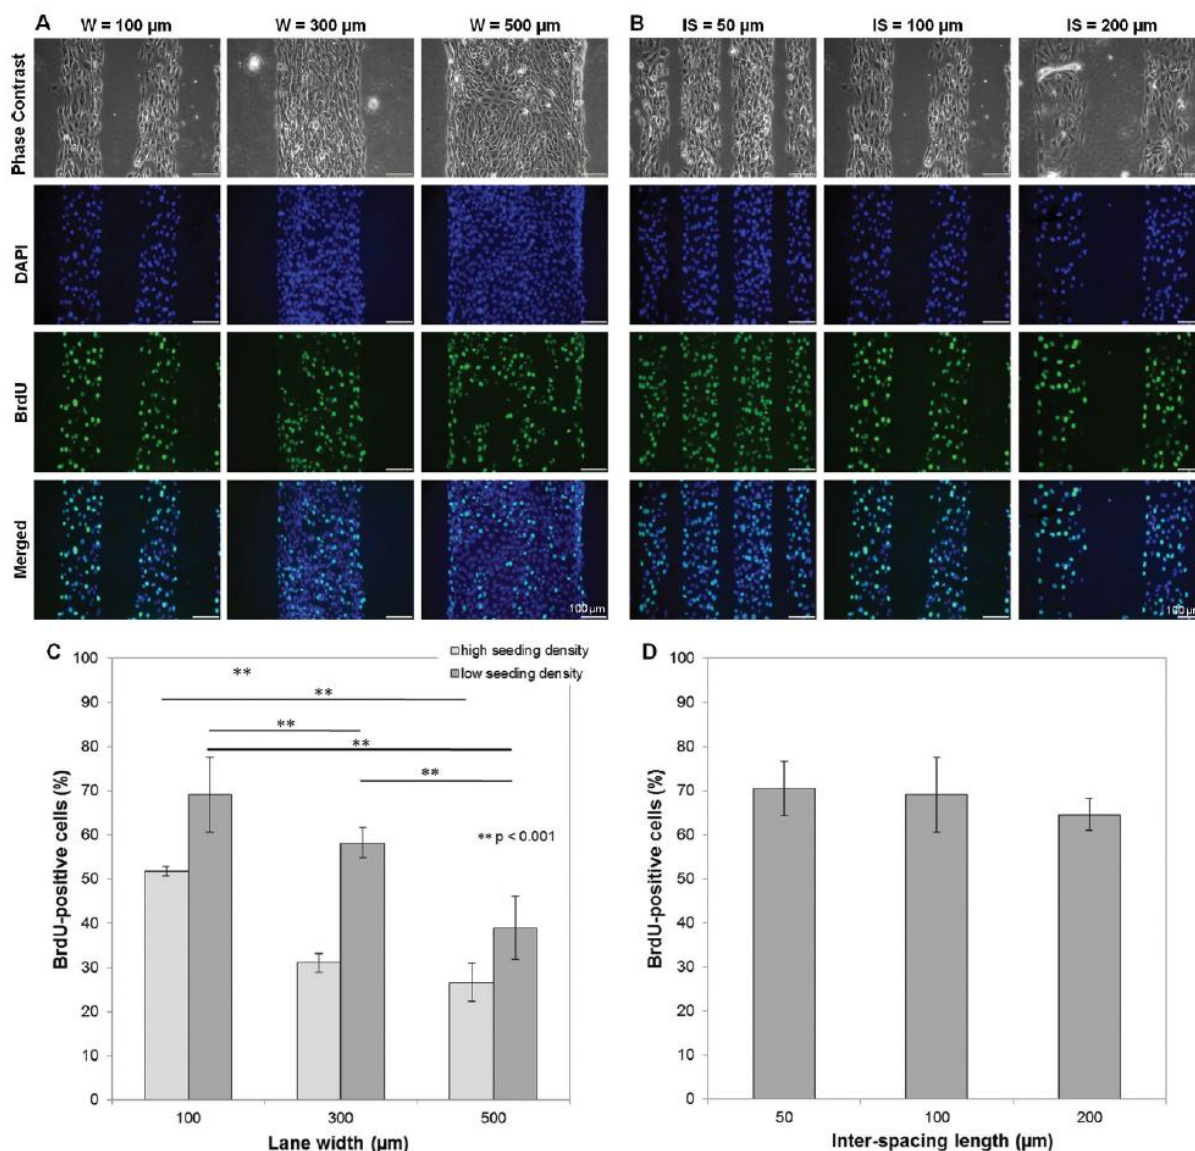 A W = 100 µm W = 300 µm W = 500 µm
Phase Contrast
DAPI
BrdU
Merged
100 µm
B IS = 50 µm IS = 100 µm IS = 200 µm
100 µm
C
high seeding density
low seeding density
**
**
**
**
**
** p < 0.001
BrdU-positive cells (%)
100
90
80
70
60
50
40
30
20
10
0
100 300 500
Lane width (µm)
D
BrdU-positive cells (%)
100
90
80
70
60
50
40
30
20
10
0
50 100 200
Inter-spacing length (µm)